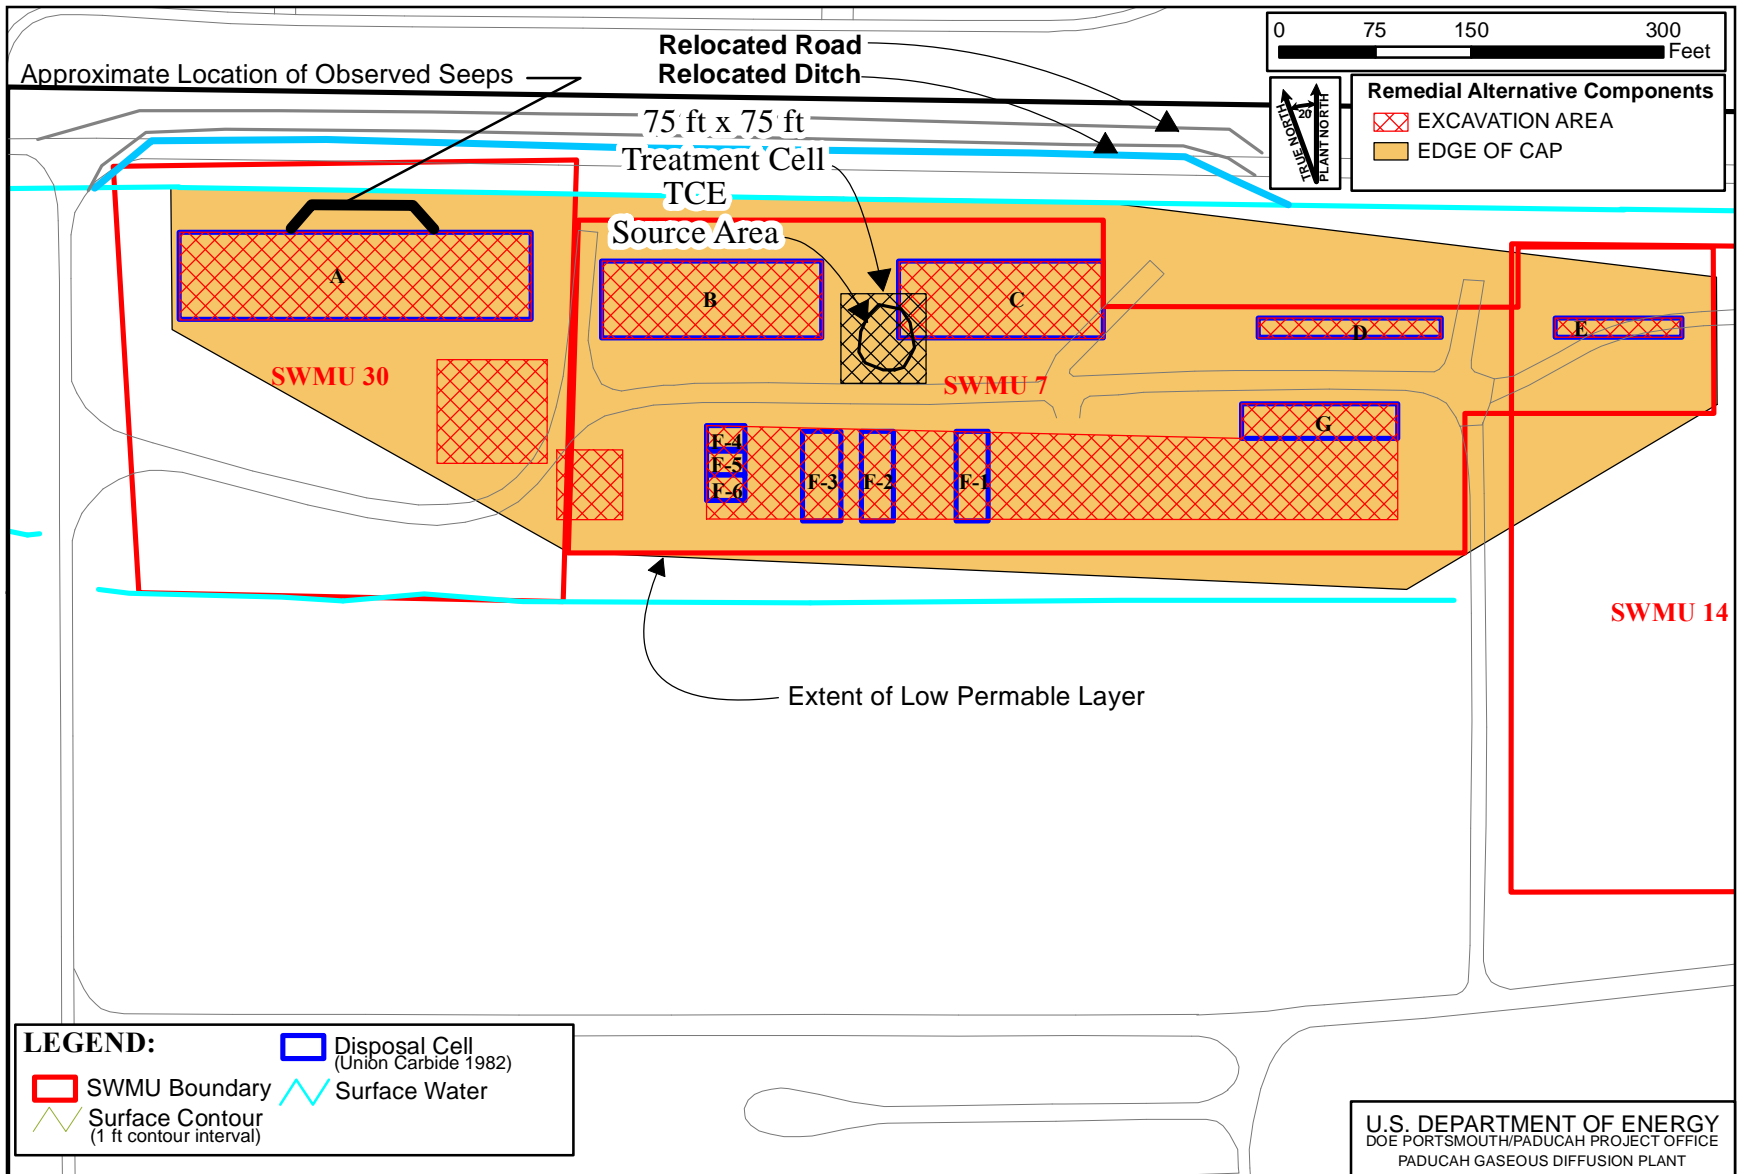 Relocated Road
Relocated Ditch
Approximate Location of Observed Seeps
0 75 150 300
Feet
TRUE NORTH
20
PLANT NORTH
Remedial Alternative Components
EXCAVATION AREA
EDGE OF CAP
75 ft x 75 ft
Treatment Cell
TCE
Source Area
A
B
C
D
E
SWMU 30
SWMU 7
G
F-4
F-5
F-6
F-3
F-2
F-1
SWMU 14
Extent of Low Permable Layer
LEGEND:
SWMU Boundary
Surface Contour
(1 ft contour interval)
Disposal Cell
(Union Carbide 1982)
Surface Water
U.S. DEPARTMENT OF ENERGY
DOE PORTSMOUTH/PADUCAH PROJECT OFFICE
PADUCAH GASEOUS DIFFUSION PLANT